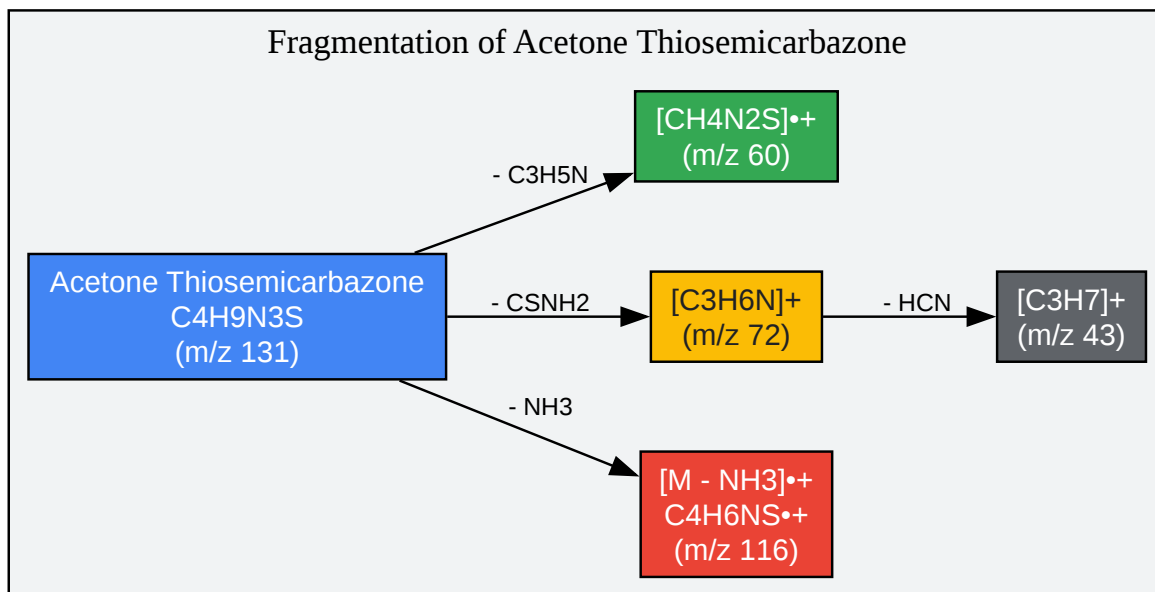 Fragmentation of Acetone Thiosemicarbazone
[CH4N2S]•+
(m/z 60)
- C3H5N
Acetone Thiosemicarbazone
C4H9N3S
(m/z 131)
- CSNH2
[C3H6N]+
(m/z 72)
- HCN
[C3H7]+
(m/z 43)
- NH3
[M - NH3]•+
C4H6NS•+
(m/z 116)